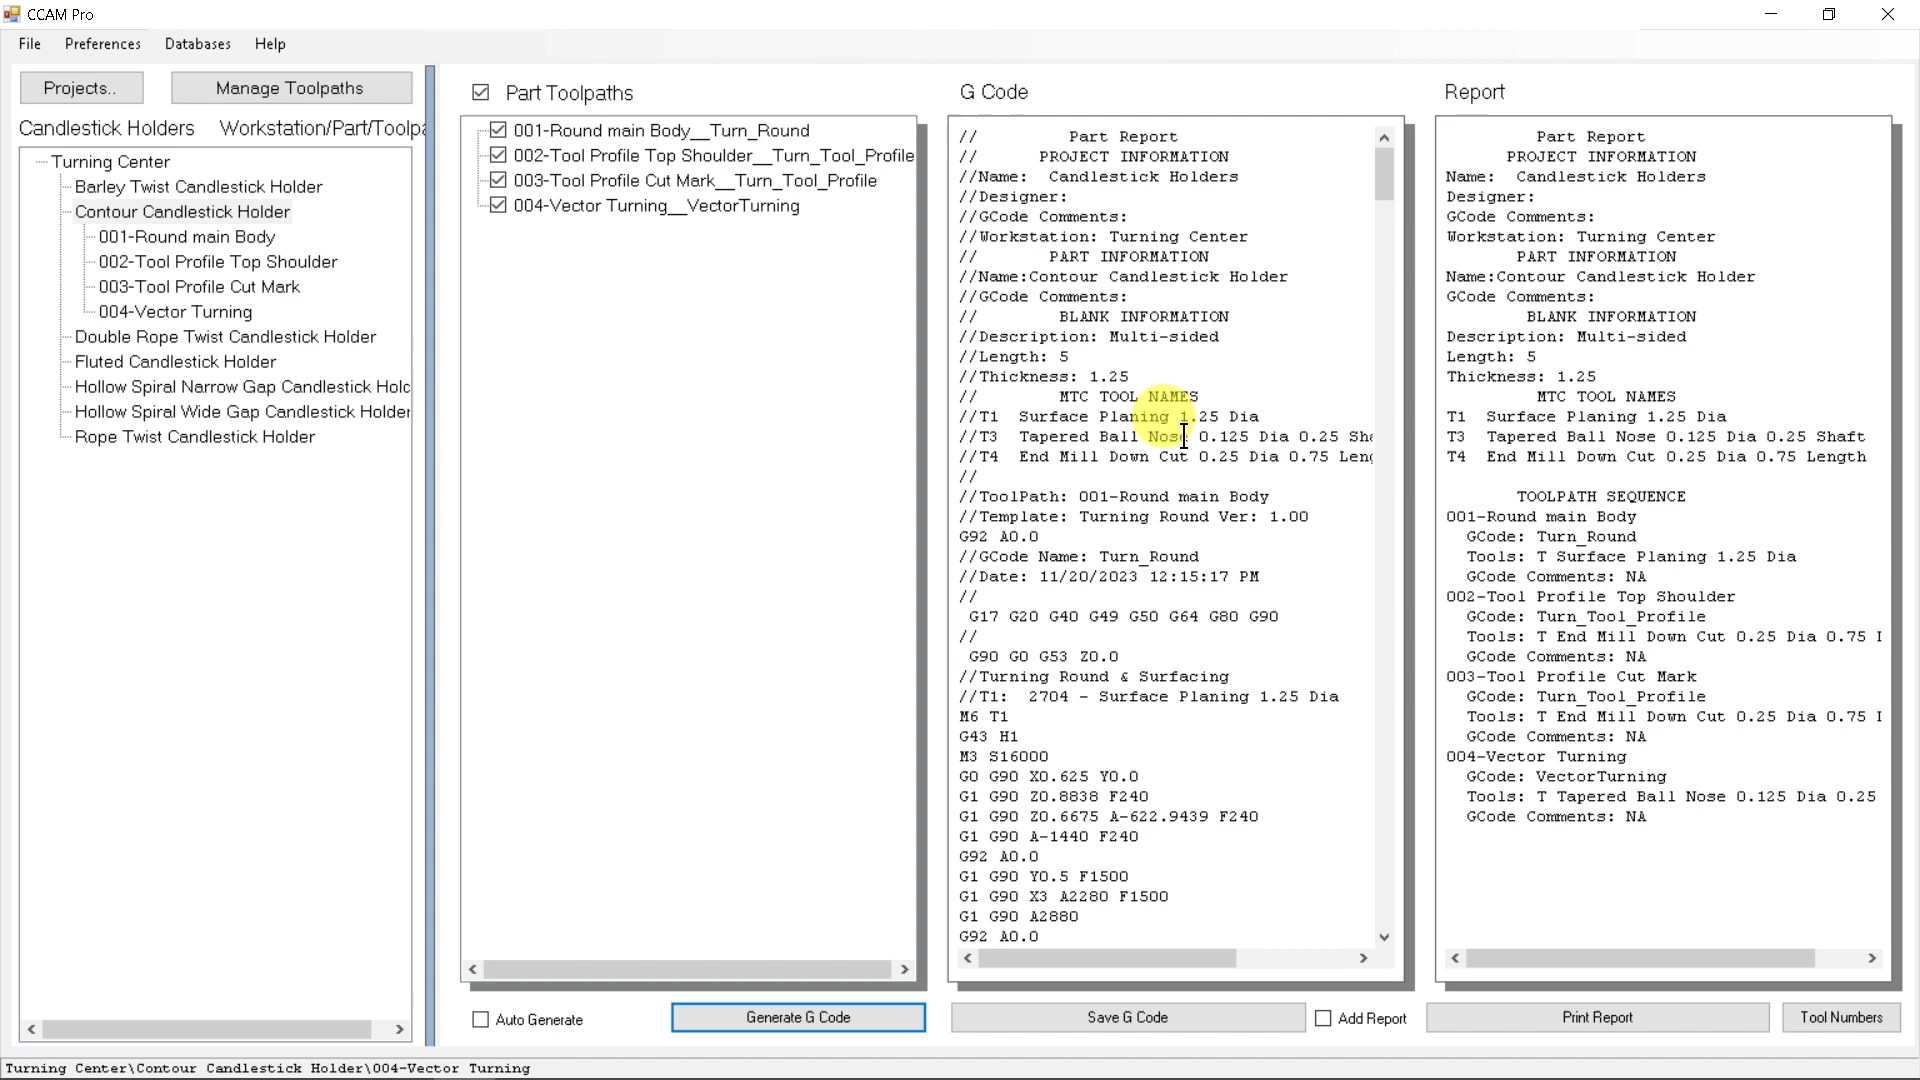 CCAM Pro
File Preferences Databases Help
Projects.. Manage Toolpaths
Candlestick Holders Workstation/Part/Toolpa
Turning Center
Barley Twist Candlestick Holder
Contour Candlestick Holder
001-Round main Body
002-Tool Profile Top Shoulder
003-Tool Profile Cut Mark
004-Vector Turning
Double Rope Twist Candlestick Holder
Fluted Candlestick Holder
Hollow Spiral Narrow Gap Candlestick Holc
Hollow Spiral Wide Gap Candlestick Holder
Rope Twist Candlestick Holder
Part Toolpaths
001-Round main Body__Turn_Round
002-Tool Profile Top Shoulder__Turn_Tool_Profile
003-Tool Profile Cut Mark__Turn_Tool_Profile
004-Vector Turning__VectorTurning
Auto Generate
Generate G Code
G Code
// Part Report
// PROJECT INFORMATION
//Name: Candlestick Holders
//Designer:
//GCode Comments:
//Workstation: Turning Center
// PART INFORMATION
//Name:Contour Candlestick Holder
//GCode Comments:
// BLANK INFORMATION
//Description: Multi-sided
//Length: 5
//Thickness: 1.25
// MTC TOOL NAMES
//T1 Surface Planing 1.25 Dia
//T3 Tapered Ball Nose 0.125 Dia 0.25 Sha
//T4 End Mill Down Cut 0.25 Dia 0.75 Leng
//
//ToolPath: 001-Round main Body
//Template: Turning Round Ver: 1.00
G92 A0.0
//GCode Name: Turn_Round
//Date: 11/20/2023 12:15:17 PM
//
G17 G20 G40 G49 G50 G64 G80 G90
//
G90 G0 G53 Z0.0
//Turning Round & Surfacing
//T1: 2704 - Surface Planing 1.25 Dia
M6 T1
G43 H1
M3 S16000
G0 G90 X0.625 Y0.0
G1 G90 Z0.8838 F240
G1 G90 Z0.6675 A-622.9439 F240
G1 G90 A-1440 F240
G92 A0.0
G1 G90 Y0.5 F1500
G1 G90 X3 A2280 F1500
G1 G90 A2880
G92 A0.0
Save G Code
Add Report
Report
Part Report
PROJECT INFORMATION
Name: Candlestick Holders
Designer:
GCode Comments:
Workstation: Turning Center
PART INFORMATION
Name:Contour Candlestick Holder
GCode Comments:
BLANK INFORMATION
Description: Multi-sided
Length: 5
Thickness: 1.25
MTC TOOL NAMES
T1 Surface Planing 1.25 Dia
T3 Tapered Ball Nose 0.125 Dia 0.25 Shaft
T4 End Mill Down Cut 0.25 Dia 0.75 Length
TOOLPATH SEQUENCE
001-Round main Body
GCode: Turn_Round
Tools: T Surface Planing 1.25 Dia
GCode Comments: NA
002-Tool Profile Top Shoulder
GCode: Turn_Tool_Profile
Tools: T End Mill Down Cut 0.25 Dia 0.75 L
GCode Comments: NA
003-Tool Profile Cut Mark
GCode: Turn_Tool_Profile
Tools: T End Mill Down Cut 0.25 Dia 0.75 L
GCode Comments: NA
004-Vector Turning
GCode: VectorTurning
Tools: T Tapered Ball Nose 0.125 Dia 0.25
GCode Comments: NA
Print Report
Tool Numbers
Turning Center\Contour Candlestick Holder\004-Vector Turning